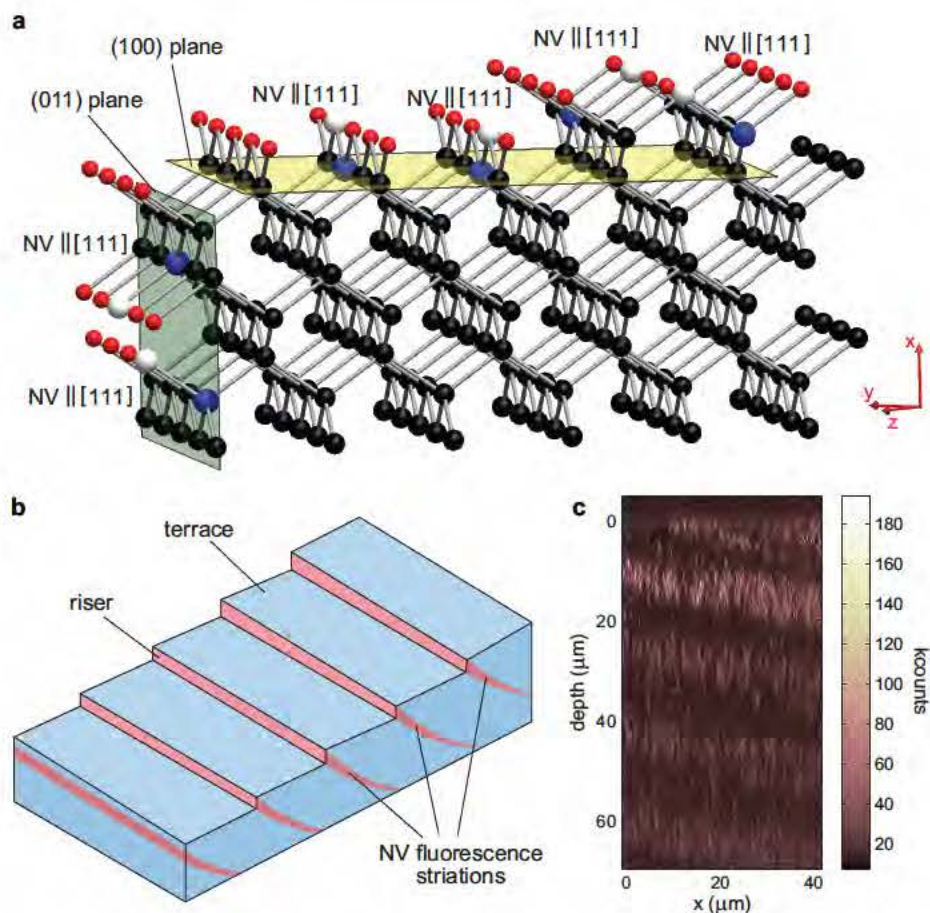 a
(100) plane
(011) plane
NV || [111]
NV || [111]
NV || [111]
NV || [111]
NV || [111]
NV || [111]
x
y
z
b
terrace
riser
NV fluorescence
striations
c
0
20
40
60
depth (μm)
0
20
40
x (μm)
180
160
140
120
100
80
60
40
20
kcounts